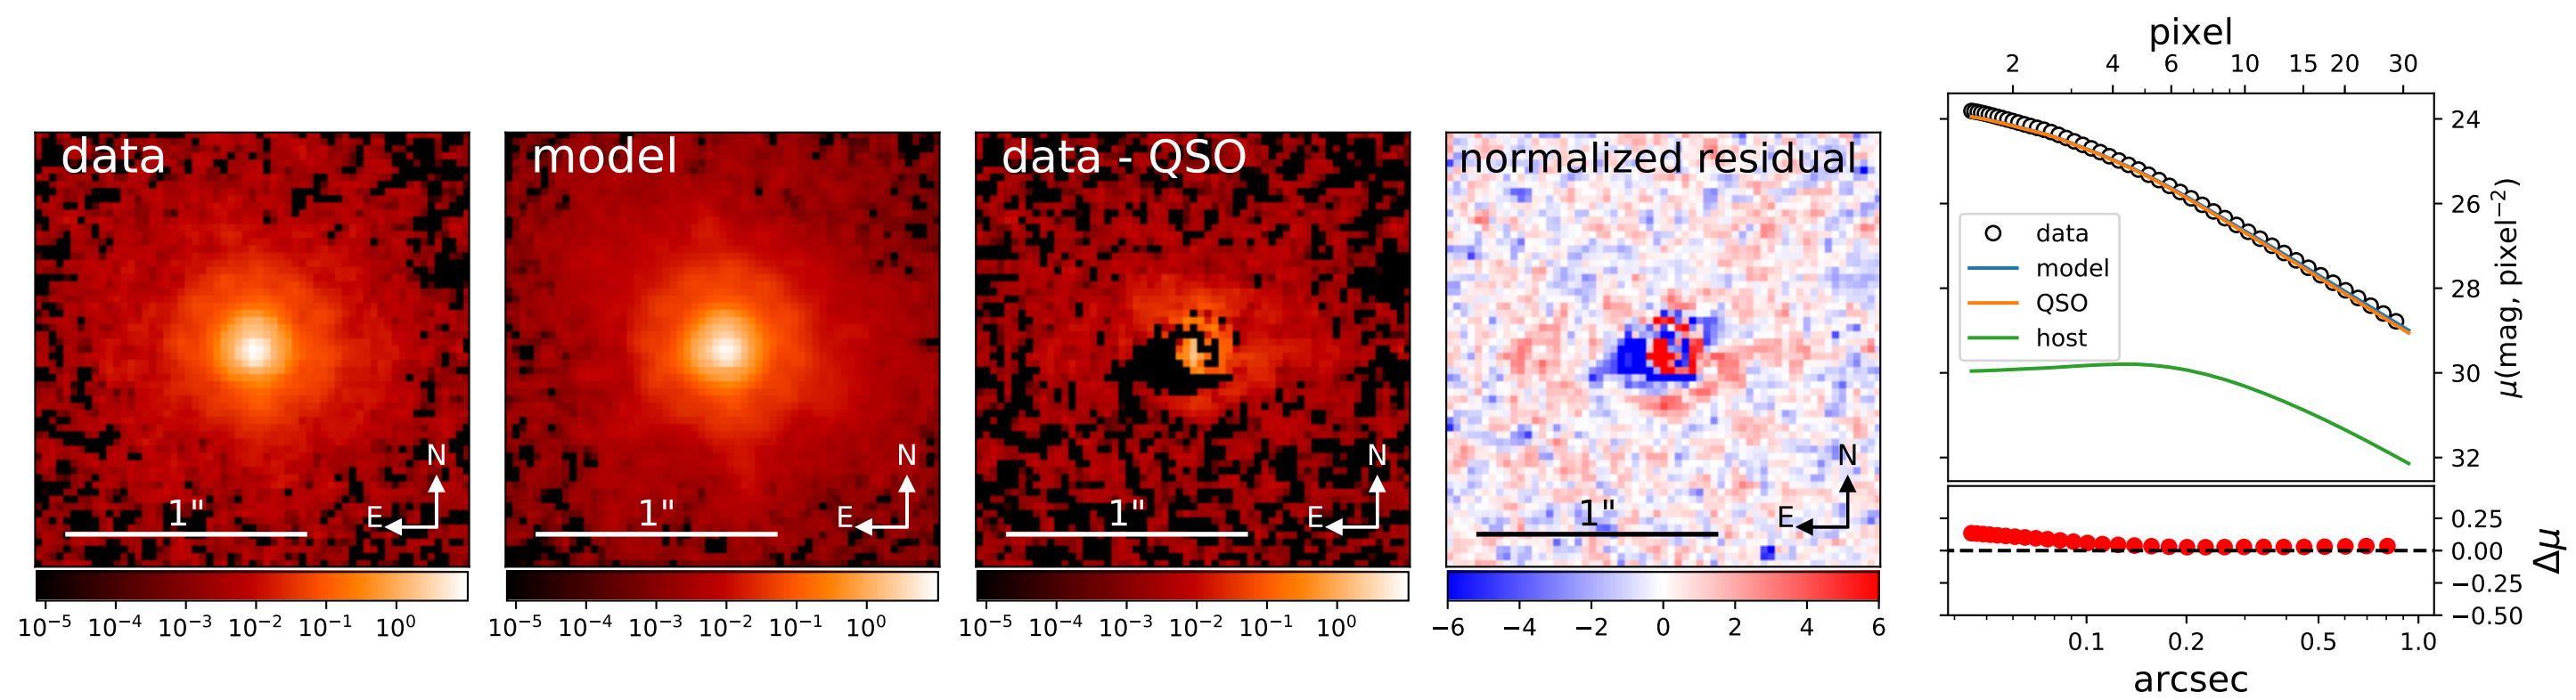 data
N
E
1"
10⁻⁵ 10⁻⁴ 10⁻³ 10⁻² 10⁻¹ 10⁰
model
N
E
1"
10⁻⁵ 10⁻⁴ 10⁻³ 10⁻² 10⁻¹ 10⁰
data - QSO
N
E
1"
10⁻⁵ 10⁻⁴ 10⁻³ 10⁻² 10⁻¹ 10⁰
normalized residual
N
E
1"
−6 −4 −2 0 2 4 6
pixel
2 4 6 10 15 20 30
data
model
QSO
host
24
26
28
30
32
μ(mag, pixel⁻²)
0.25
0.00
−0.25
−0.50
Δμ
0.1 0.2 0.5 1.0
arcsec